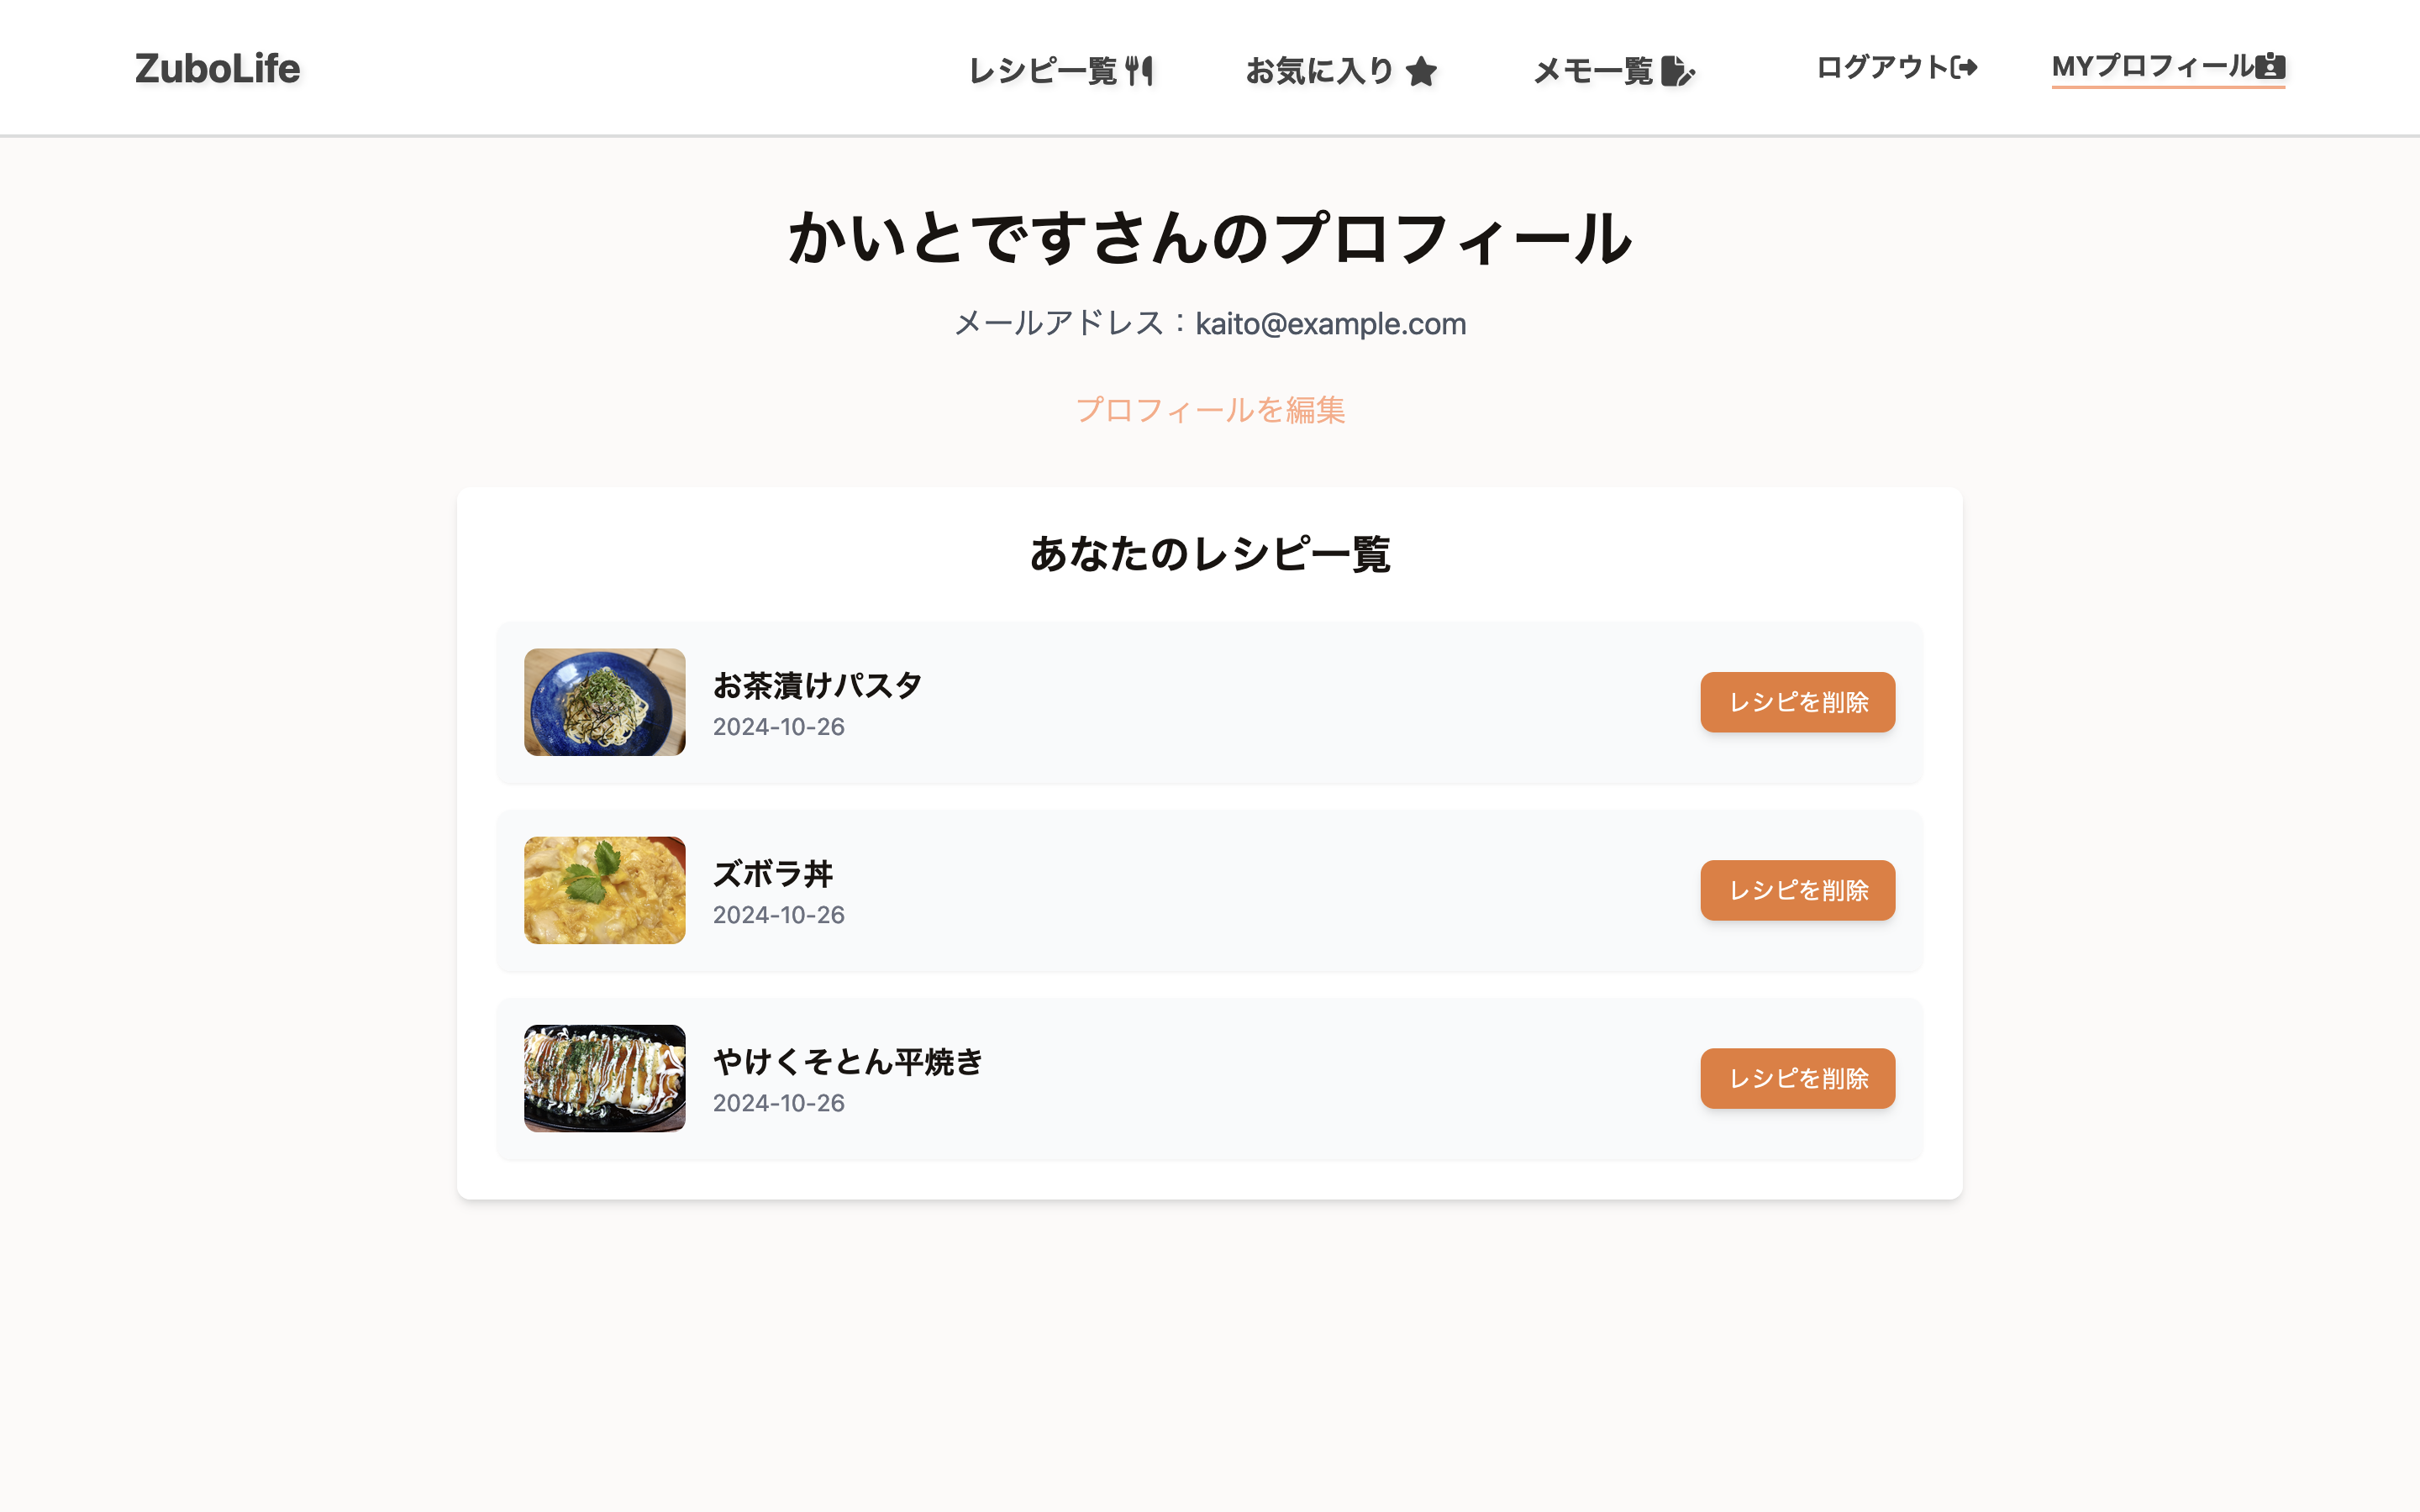 ZuboLife
レシピ一覧
お気に入り
メモ一覧
ログアウト
MYプロフィール
かいとですさんのプロフィール
メールアドレス：kaito@example.com
プロフィールを編集
あなたのレシピ一覧
お茶漬けパスタ
2024-10-26
レシピを削除
ズボラ丼
2024-10-26
レシピを削除
やけくそとん平焼き
2024-10-26
レシピを削除